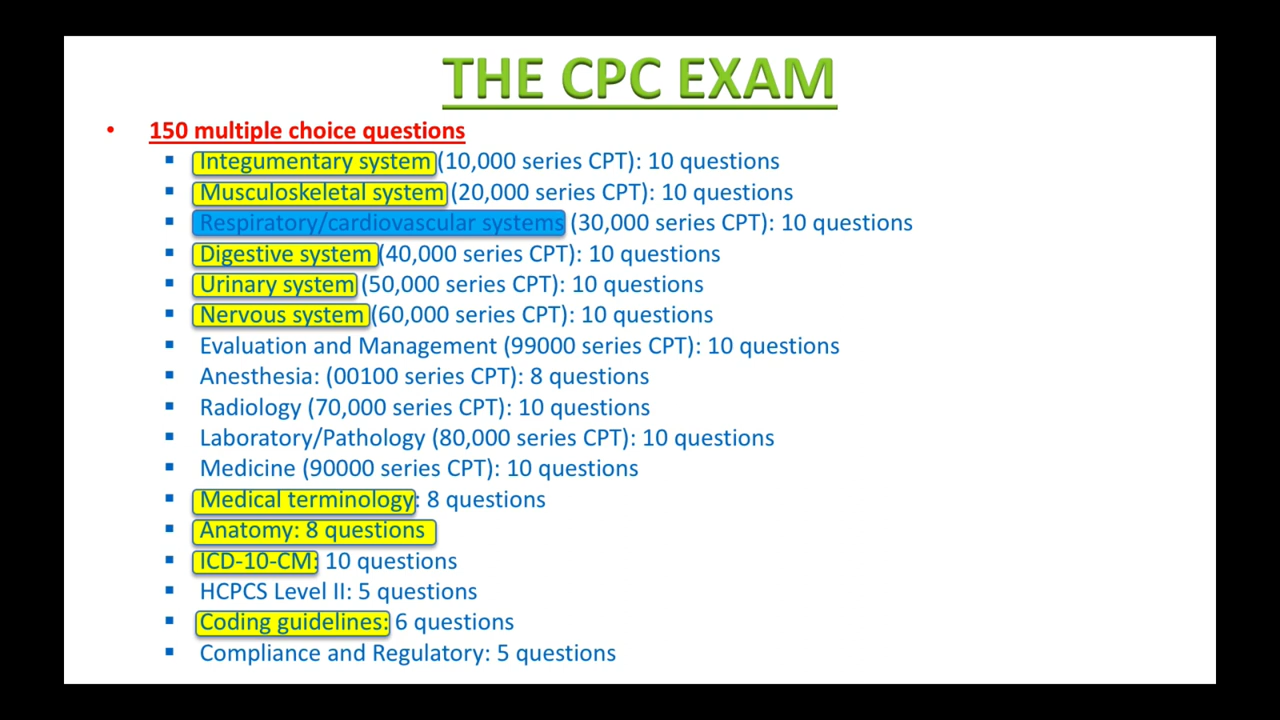 THE CPC EXAM
• 150 multiple choice questions
▪ Integumentary system (10,000 series CPT): 10 questions
▪ Musculoskeletal system (20,000 series CPT): 10 questions
▪ Respiratory/cardiovascular systems (30,000 series CPT): 10 questions
▪ Digestive system (40,000 series CPT): 10 questions
▪ Urinary system (50,000 series CPT): 10 questions
▪ Nervous system (60,000 series CPT): 10 questions
▪ Evaluation and Management (99000 series CPT): 10 questions
▪ Anesthesia: (00100 series CPT): 8 questions
▪ Radiology (70,000 series CPT): 10 questions
▪ Laboratory/Pathology (80,000 series CPT): 10 questions
▪ Medicine (90000 series CPT): 10 questions
▪ Medical terminology: 8 questions
▪ Anatomy: 8 questions
▪ ICD-10-CM: 10 questions
▪ HCPCS Level II: 5 questions
▪ Coding guidelines: 6 questions
▪ Compliance and Regulatory: 5 questions